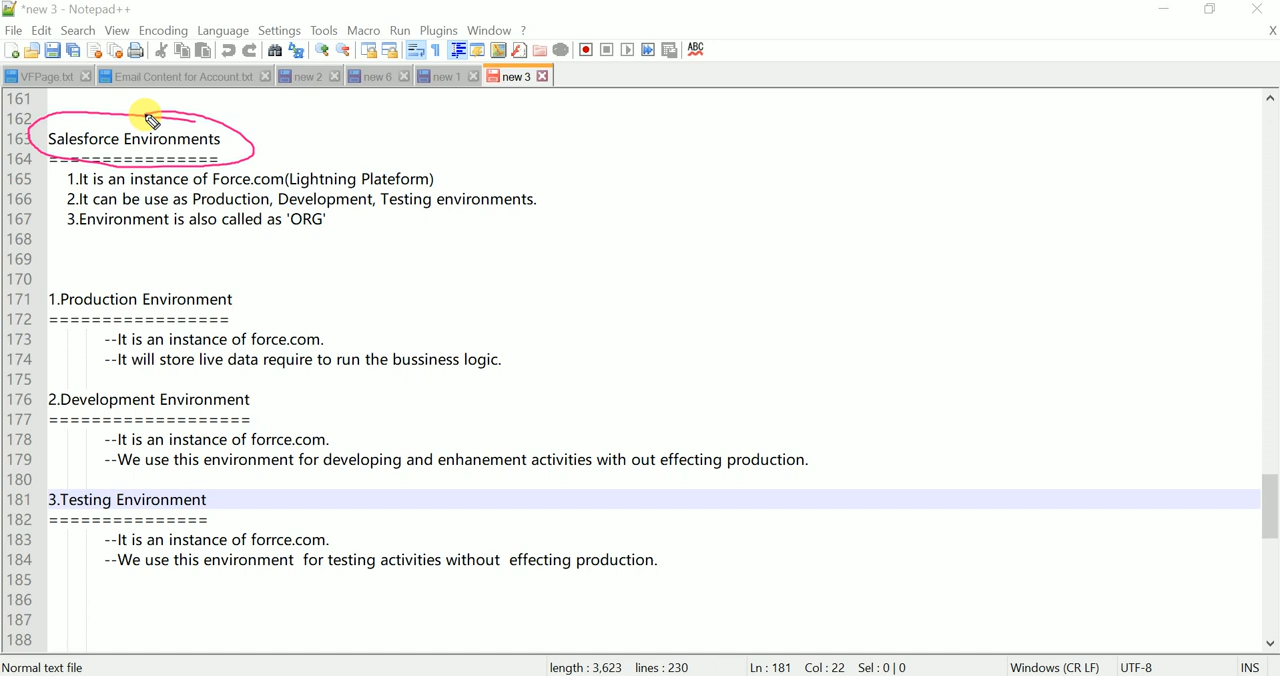 *new 3 - Notepad++
File Edit Search View Encoding Language Settings Tools Macro Run Plugins Window ? X
ABC
VFPage.txt Email Content for Account.txt new 2 new 6 new 1 new 3
161
162
163 Salesforce Environments
164 ================
165 1.It is an instance of Force.com(Lightning Plateform)
166 2.It can be use as Production, Development, Testing environments.
167 3.Environment is also called as 'ORG'
168
169
170
171 1.Production Environment
172 =================
173 --It is an instance of force.com.
174 --It will store live data require to run the bussiness logic.
175
176 2.Development Environment
177 ===================
178 --It is an instance of forrce.com.
179 --We use this environment for developing and enhanement activities with out effecting production.
180
181 3.Testing Environment
182 ===============
183 --It is an instance of forrce.com.
184 --We use this environment  for testing activities without  effecting production.
185
186
187
188
Normal text file length : 3,623 lines : 230 Ln : 181 Col : 22 Sel : 0 | 0 Windows (CR LF) UTF-8 INS